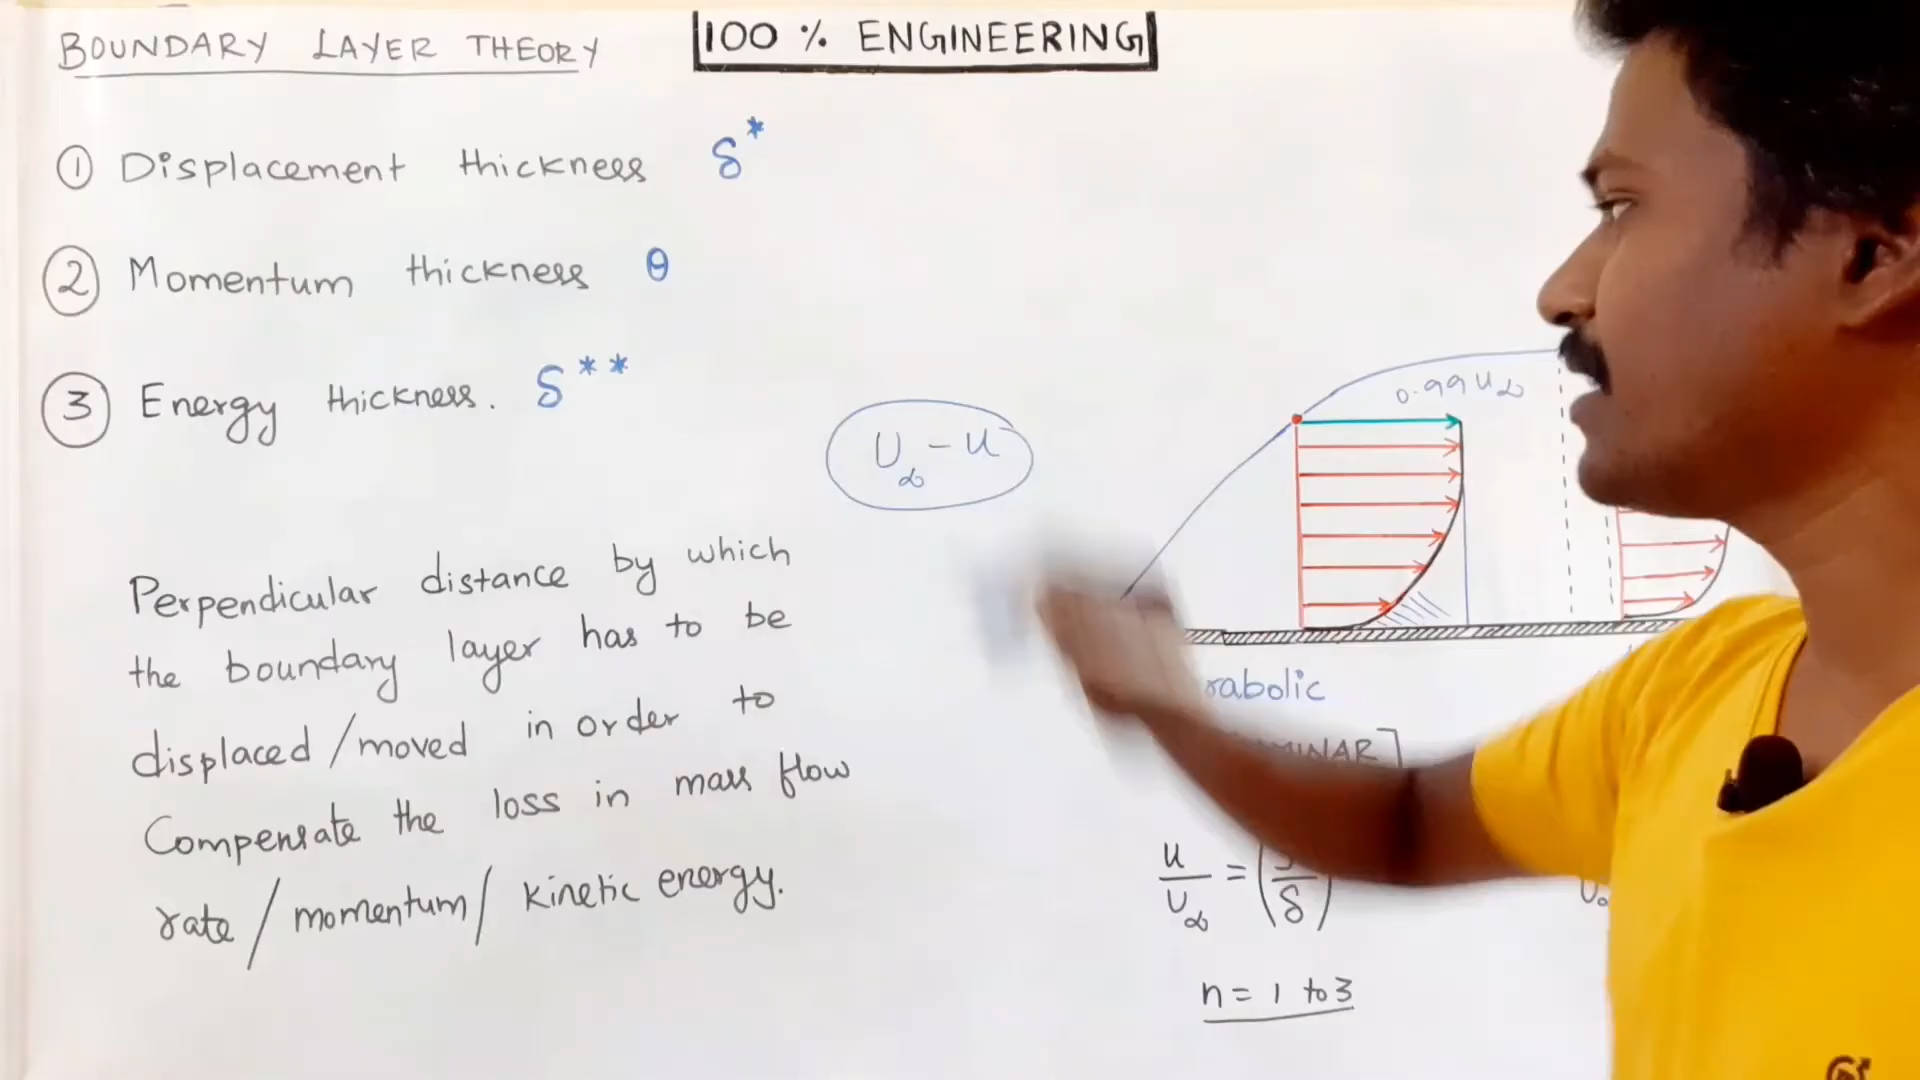 BOUNDARY LAYER THEORY
100 % ENGINEERING
① Displacement thickness δ*
② Momentum thickness θ
③ Energy thickness. δ**
U∞ - u
Perpendicular distance by which
the boundary layer has to be
displaced/moved in order to
Compensate the loss in mass flow
rate/momentum/kinetic energy.
0.99 U∞
rabolic
MINAR]
u/U∞ = (/δ)
n = 1 to 3